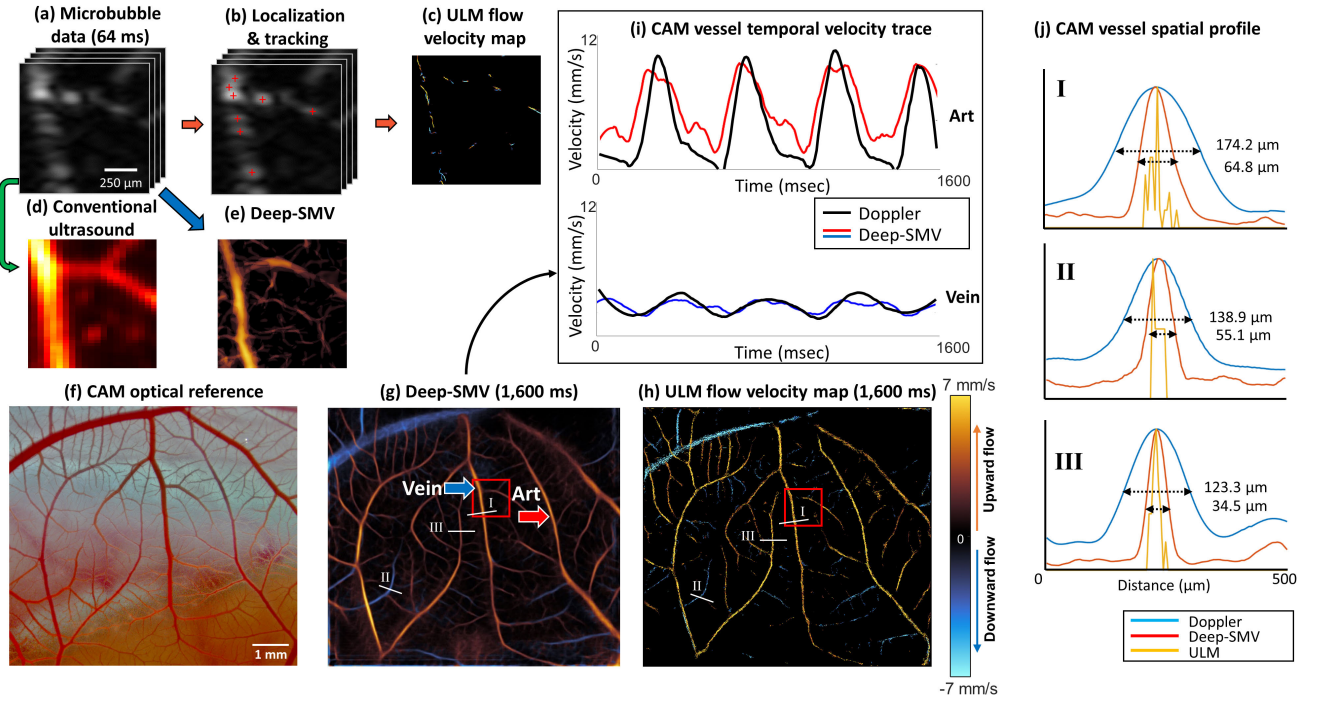 (a) Microbubble
data (64 ms)
250 µm
(b) Localization
& tracking
(c) ULM flow
velocity map
(d) Conventional
ultrasound
(e) Deep-SMV
(i) CAM vessel temporal velocity trace
12
Velocity (mm/s)
Art
0
Time (msec)
1600
Doppler
Deep-SMV
12
Velocity (mm/s)
Vein
0
Time (msec)
1600
(f) CAM optical reference
1 mm
(g) Deep-SMV (1,600 ms)
Vein
Art
I
III
II
(h) ULM flow velocity map (1,600 ms)
I
III
II
7 mm/s
Upward flow
0
Downward flow
-7 mm/s
(j) CAM vessel spatial profile
I
174.2 µm
64.8 µm
II
138.9 µm
55.1 µm
III
123.3 µm
34.5 µm
0
Distance (µm)
500
Doppler
Deep-SMV
ULM